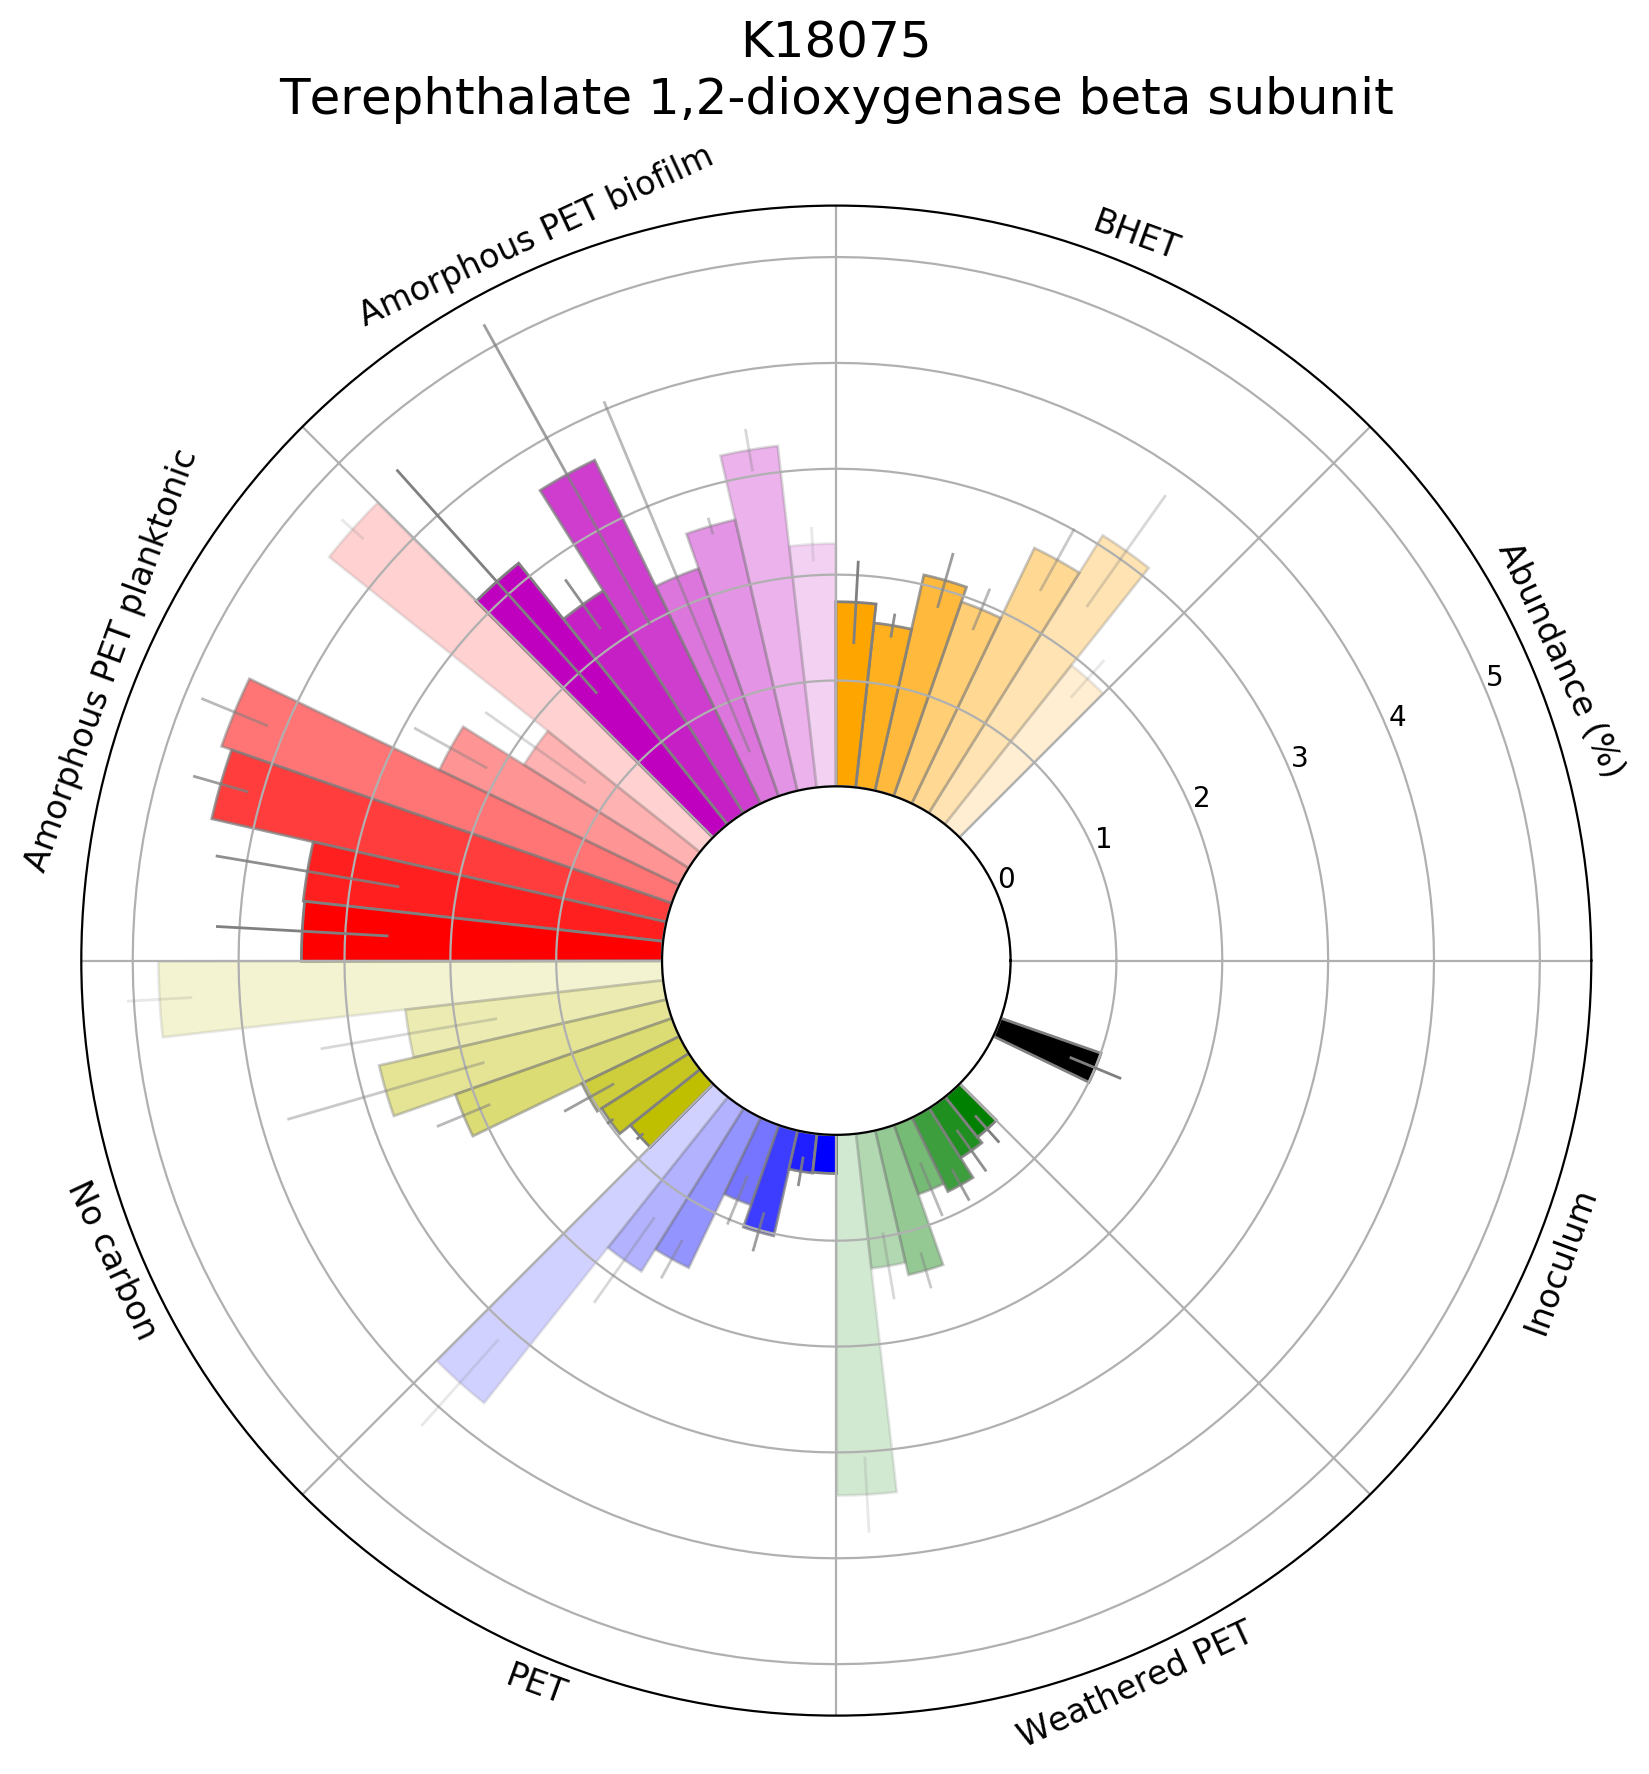 K18075
Terephthalate 1,2-dioxygenase beta subunit
Amorphous PET biofilm
BHET
Amorphous PET planktonic
Abundance (%)
5
4
3
2
1
0
No carbon
Inoculum
PET
Weathered PET